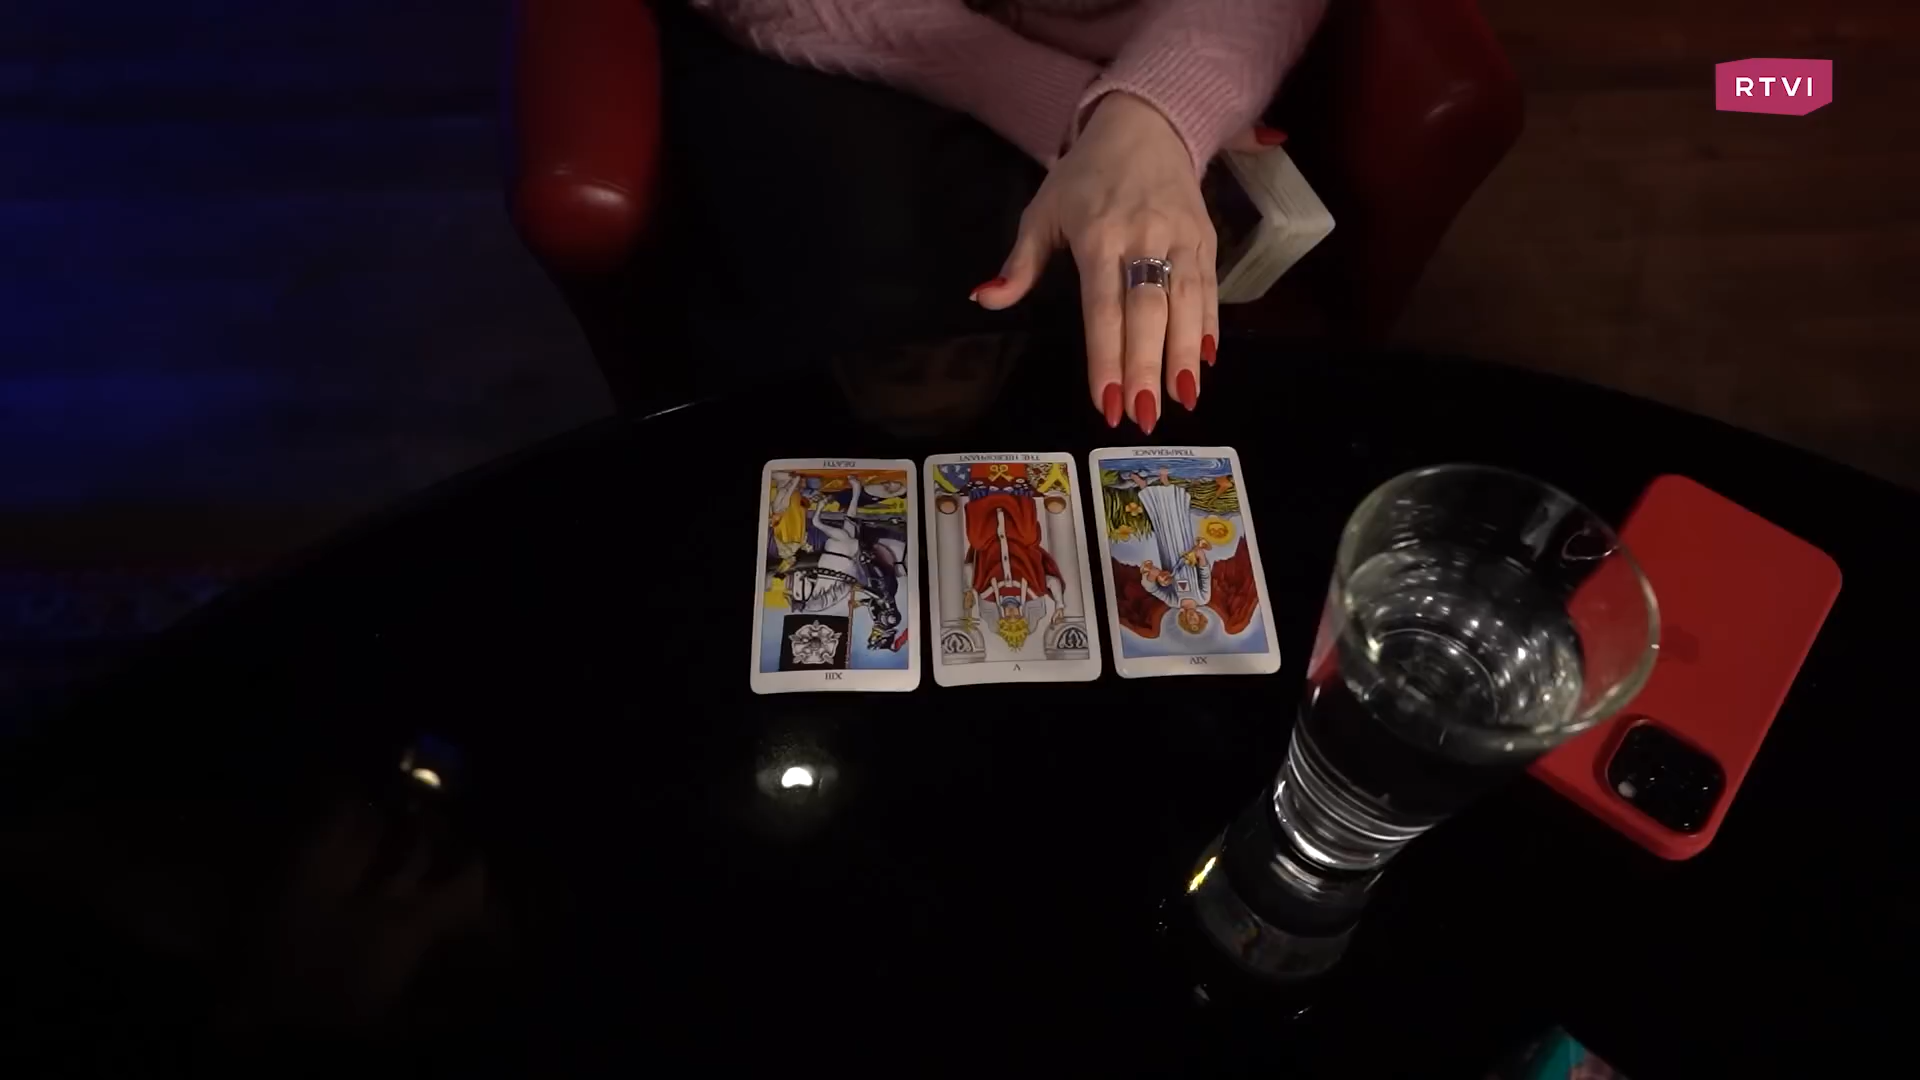 RTVI
DEATH
THE HIEROPHANT
TEMPERANCE
XIII
V
XIV